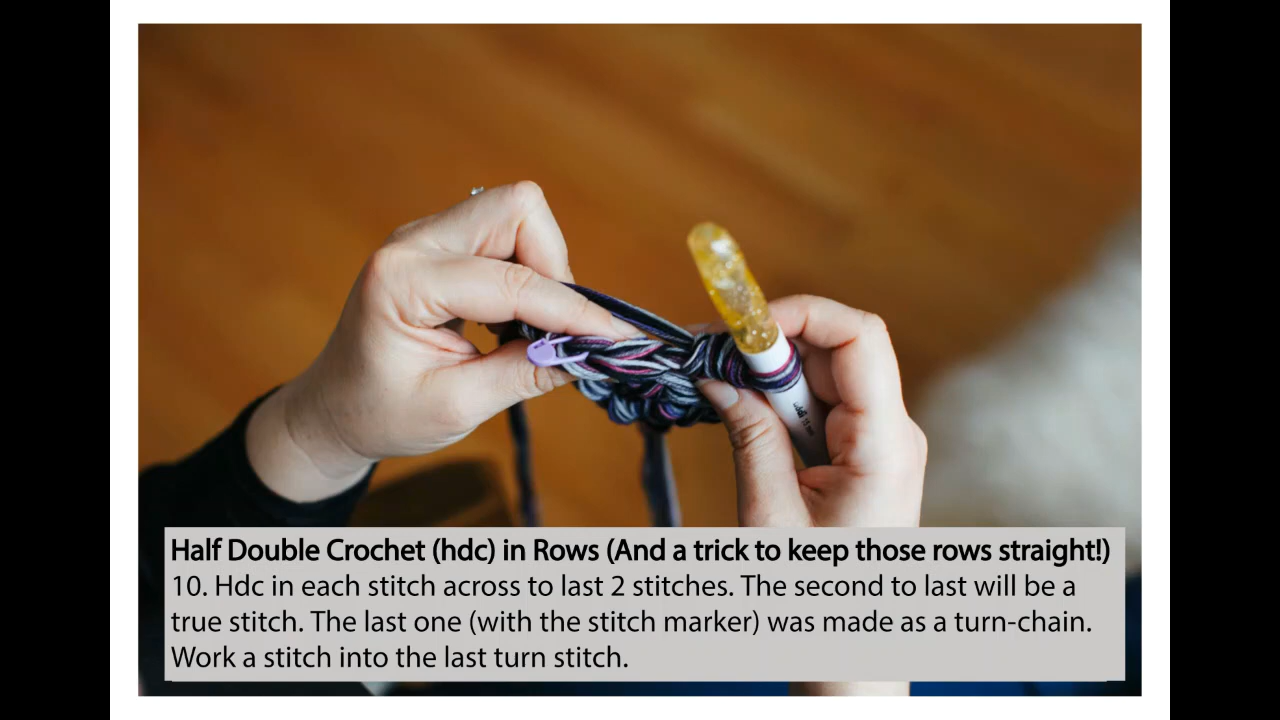 Half Double Crochet (hdc) in Rows (And a trick to keep those rows straight!)
10. Hdc in each stitch across to last 2 stitches. The second to last will be a
true stitch. The last one (with the stitch marker) was made as a turn-chain.
Work a stitch into the last turn stitch.